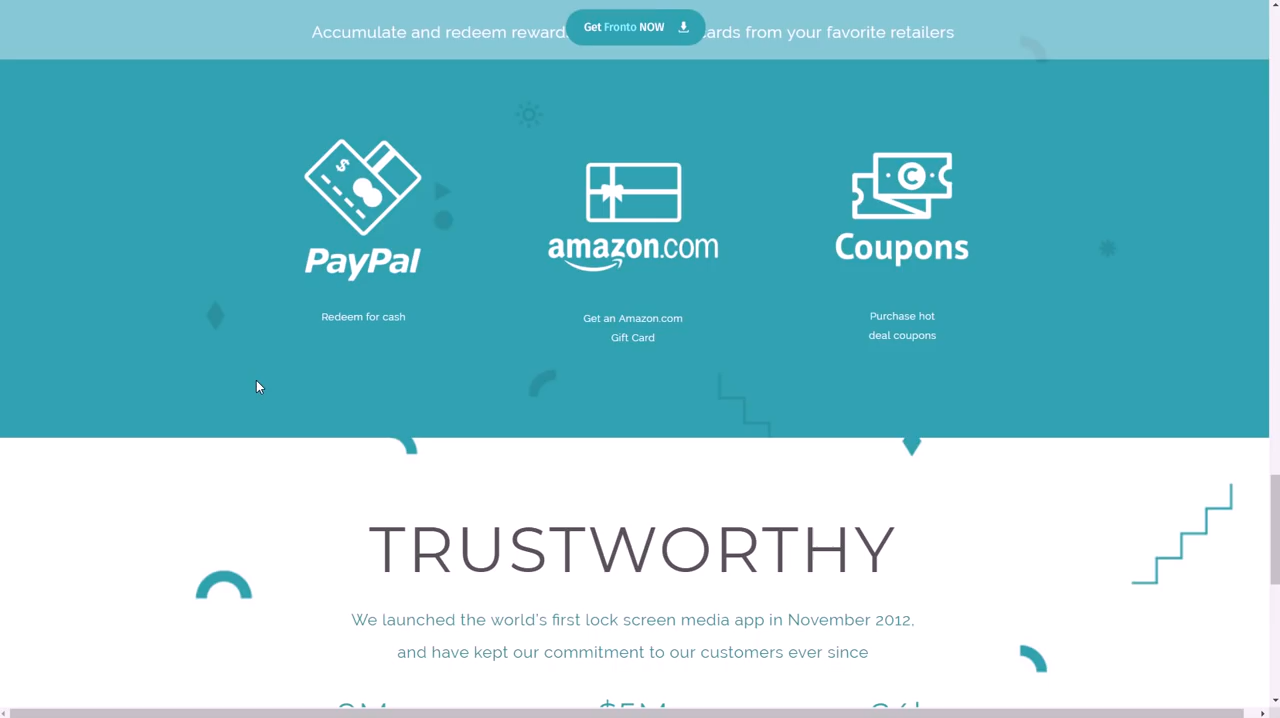 Accumulate and redeem reward
ards from your favorite retailers
Get Fronto NOW
$
C
PayPal
amazon.com
Coupons
Redeem for cash
Get an Amazon.com
Gift Card
Purchase hot
deal coupons
TRUSTWORTHY
We launched the world's first lock screen media app in November 2012,
and have kept our commitment to our customers ever since